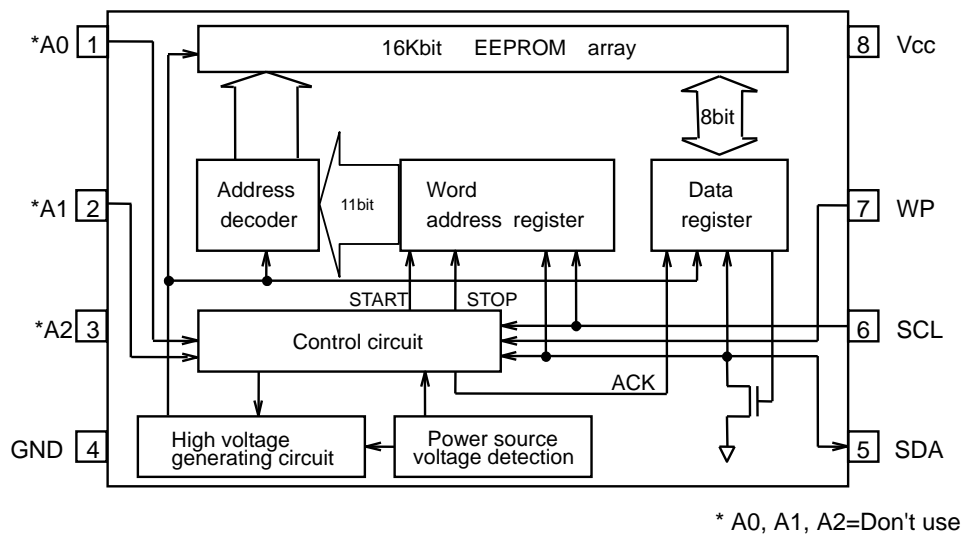 *A0 1
16Kbit EEPROM array
8 Vcc
8bit
*A1 2
Address
decoder
11bit
Word
address register
Data
register
7 WP
START
STOP
*A2 3
Control circuit
6 SCL
ACK
GND 4
High voltage
generating circuit
Power source
voltage detection
5 SDA
* A0, A1, A2=Don't use